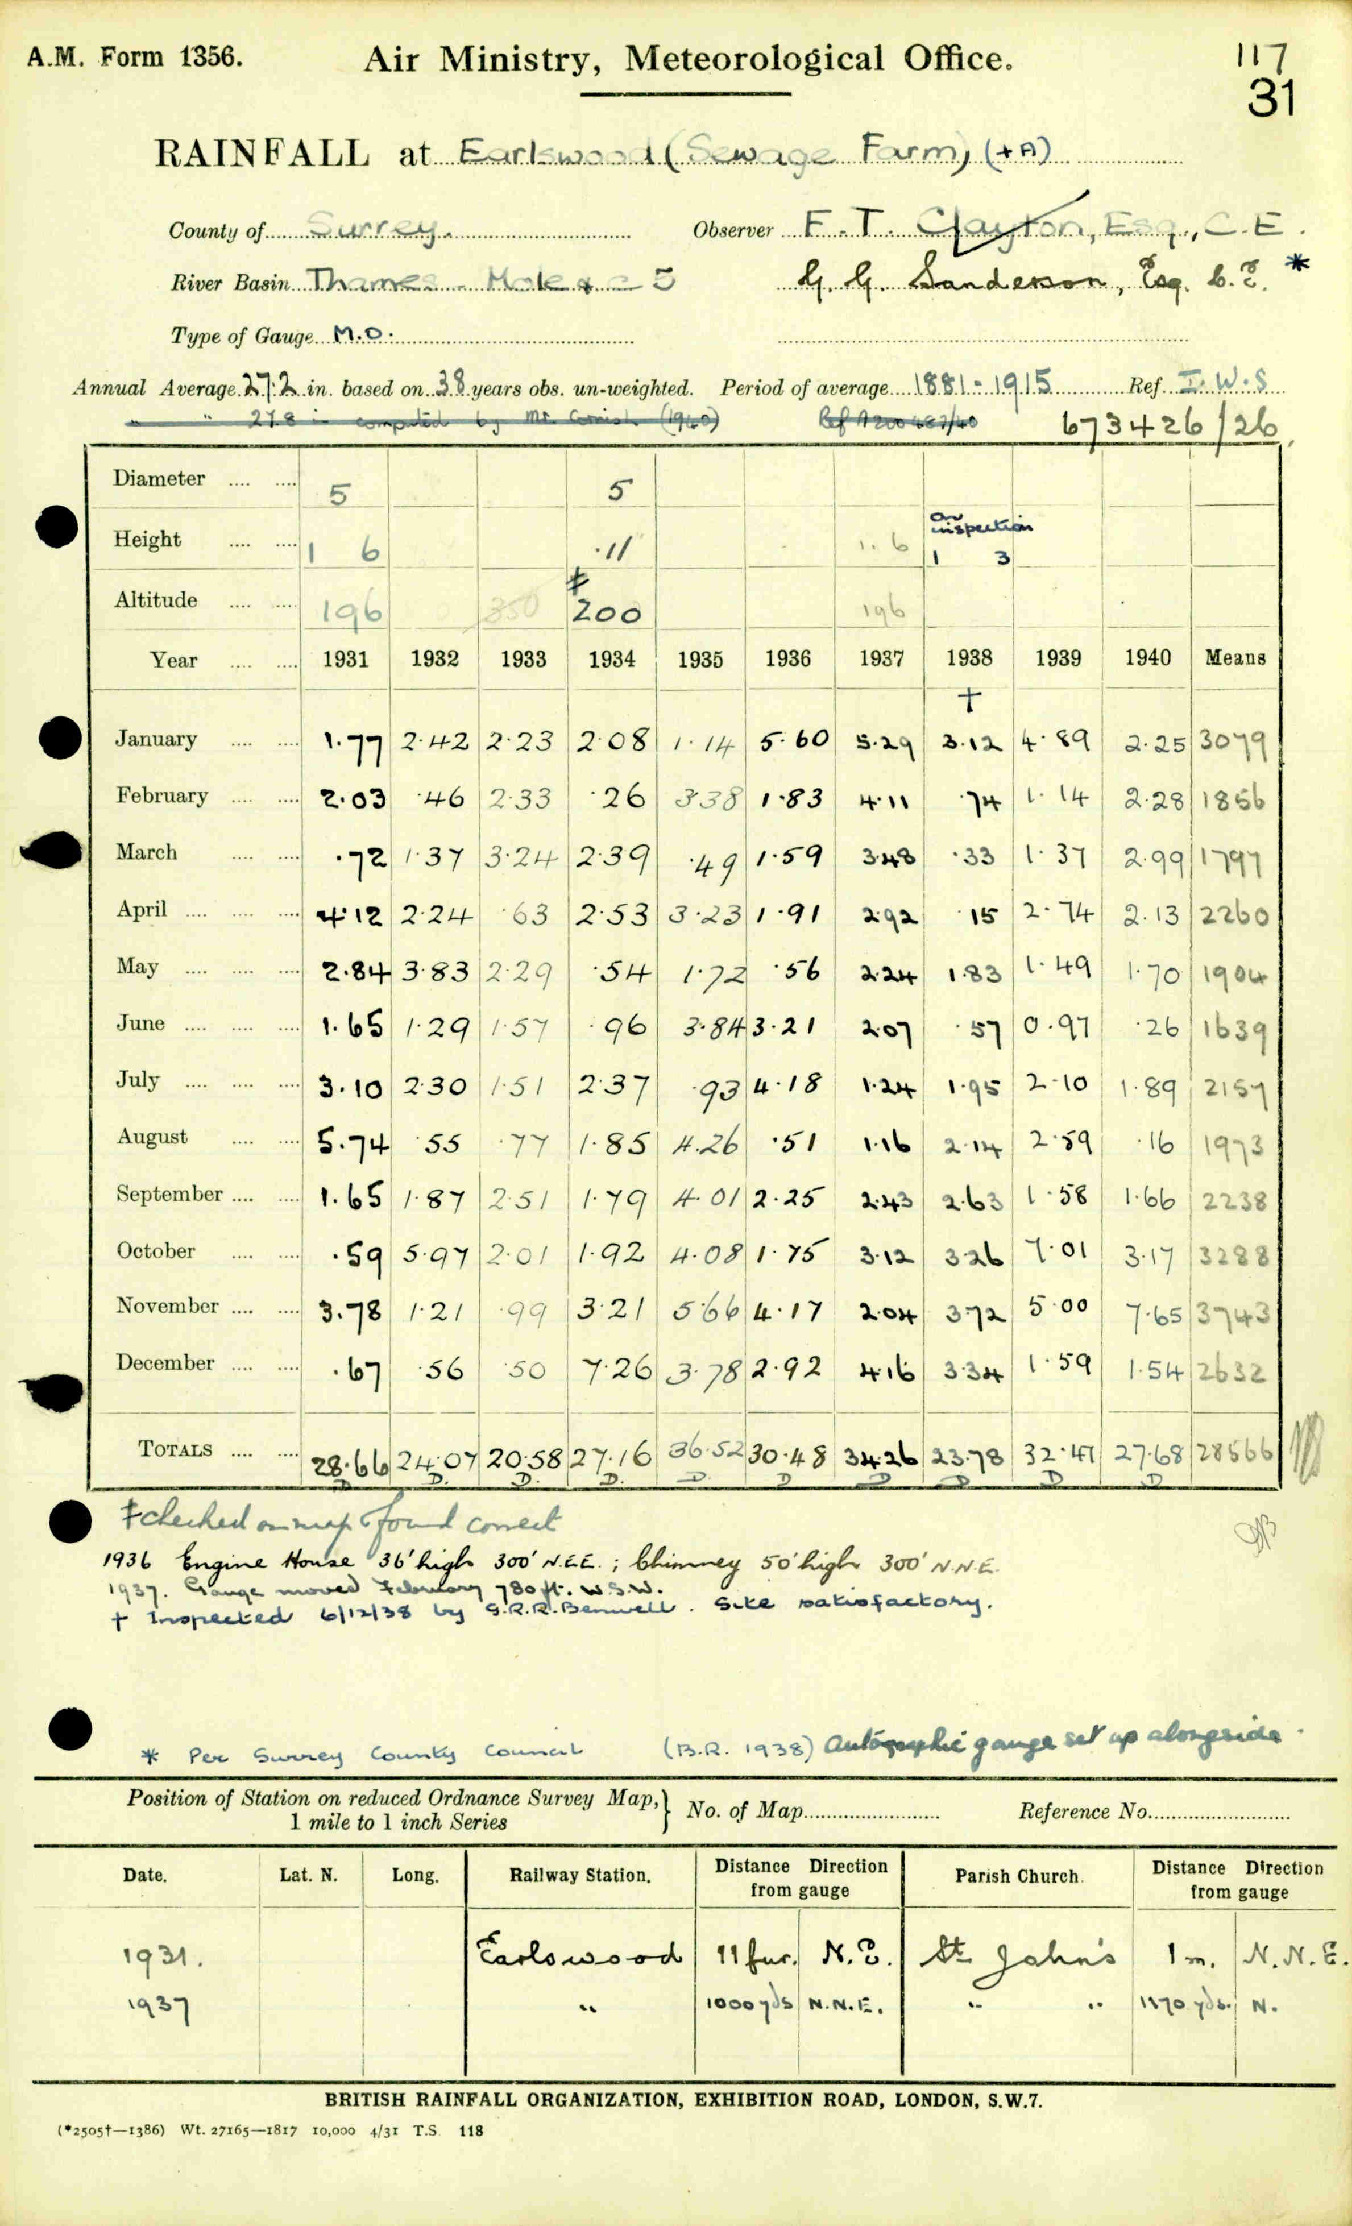 A.M. Form 1356. Air Ministry, Meteorological Office. 117
31
RAINFALL at Earlswood (Sewage Farm) (+A)
County of Surrey. Observer F. T. Clayton, Esq., C.E.
River Basin Thames. Mole & c 5 G. G. Sanderson, Esq. C.E. *
Type of Gauge M.O.
Annual Average 27.2 in. based on 38 years obs. un-weighted. Period of average 1881-1915 Ref. I.W.S
" " 27.8 in computed by Mr. Cornish (1940) Ref A200482/40 673426/26
Diameter 5 5
Height 1 6 .11 1. 6 On inspection 1 3
Altitude 196 350 ‡ 200 196
Year 1931 1932 1933 1934 1935 1936 1937 1938 1939 1940 Means
†
January 1.77 2.42 2.23 2.08 1.14 5.60 5.29 3.12 4.89 2.25 3079
February 2.03 .46 2.33 .26 3.38 1.83 4.11 .74 1.14 2.28 1856
March .72 1.37 3.24 2.39 .49 1.59 3.48 .33 1.37 2.99 1797
April 4.12 2.24 .63 2.53 3.23 1.91 2.92 .15 2.74 2.13 2260
May 2.84 3.83 2.29 .54 1.72 .56 2.24 1.83 1.49 1.70 1904
June 1.65 1.29 1.57 .96 3.84 3.21 2.07 .57 0.97 .26 1639
July 3.10 2.30 1.51 2.37 .93 4.18 1.24 1.95 2.10 1.89 2157
August 5.74 .55 .77 1.85 4.26 .51 1.16 2.14 2.59 .16 1973
September 1.65 1.87 2.51 1.79 4.01 2.25 2.43 2.63 1.58 1.66 2238
October .59 5.97 2.01 1.92 4.08 1.75 3.12 3.26 7.01 3.17 3288
November 3.78 1.21 .99 3.21 5.66 4.17 2.04 3.72 5.00 7.65 3743
December .67 .56 .50 7.26 3.78 2.92 4.16 3.34 1.59 1.54 2632
TOTALS 28.66 24.07 20.58 27.16 36.52 30.48 34.26 23.78 32.47 27.68 28566
D D. D. D. D. D D D D D
‡ checked on map & found correct
1936 Engine House 36' high 300' N.E.E.; Chimney 50' high 300' N.N.E.
1937. Gauge moved February 780 ft. W.S.W.
† Inspected 6/12/38 by G.R.R. Benwell. Site satisfactory.
* Per Surrey County Council (B.R. 1938) Autographic gauge set up alongside.
Position of Station on reduced Ordnance Survey Map, 1 mile to 1 inch Series } No. of Map Reference No.
Date. Lat. N. Long. Railway Station. Distance Direction from gauge Parish Church. Distance Direction from gauge
1931. Earlswood 11 fur. N.E. St John's 1 m. N.N.E.
1937 " 1000 yds N.N.E. " " 1170 yds. N.
BRITISH RAINFALL ORGANIZATION, EXHIBITION ROAD, LONDON, S.W.7.
(*2505†—1386) Wt. 27165—1817 10,000 4/31 T.S. 118